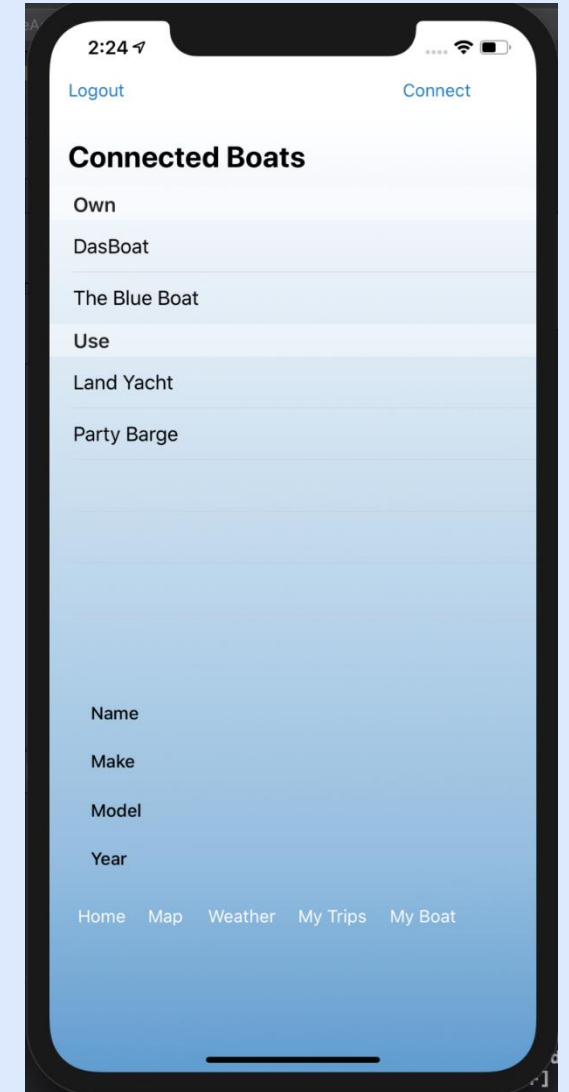 2:24
Logout Connect
Connected Boats
Own
DasBoat
The Blue Boat
Use
Land Yacht
Party Barge
Name
Make
Model
Year
Home Map Weather My Trips My Boat